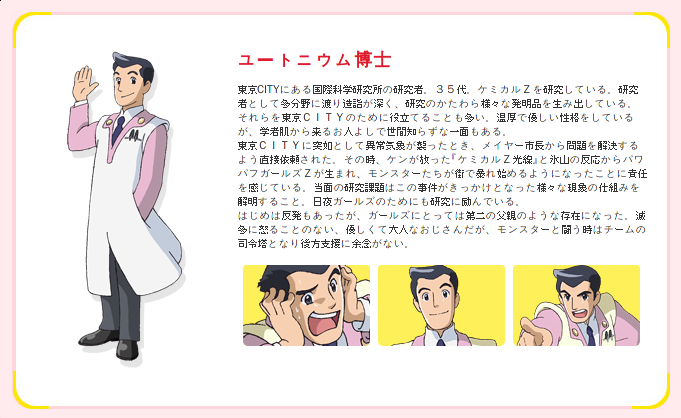 ユートニウム博士
東京CITYにある国際科学研究所の研究者。３５代。ケミカルＺを研究している。研究
者として多分野に渡り造詣が深く、研究のかたわら様々な発明品を生み出している。
それらを東京ＣＩＴＹのために役立てることも多い。温厚で優しい性格をしている
が、学者肌から来るお人よしで世間知らずな一面もある。
東京ＣＩＴＹに突如として異常気象が襲ったとき、メイヤー市長から問題を解決する
よう直接依頼された。その時、ケンが放った『ケミカルＺ光線』と氷山の反応からパワ
パフガールズＺが生まれ、モンスターたちが街で暴れ始めるようになったことに責任
を感じている。当面の研究課題はこの事件がきっかけとなった様々な現象の仕組みを
解明すること。日夜ガールズのためにも研究に励んでいる。
はじめは反発もあったが、ガールズにとっては第二の父親のような存在になった。滅
多に怒ることのない、優しくて大人なおじさんだが、モンスターと闘う時はチームの
司令塔となり後方支援に余念がない。